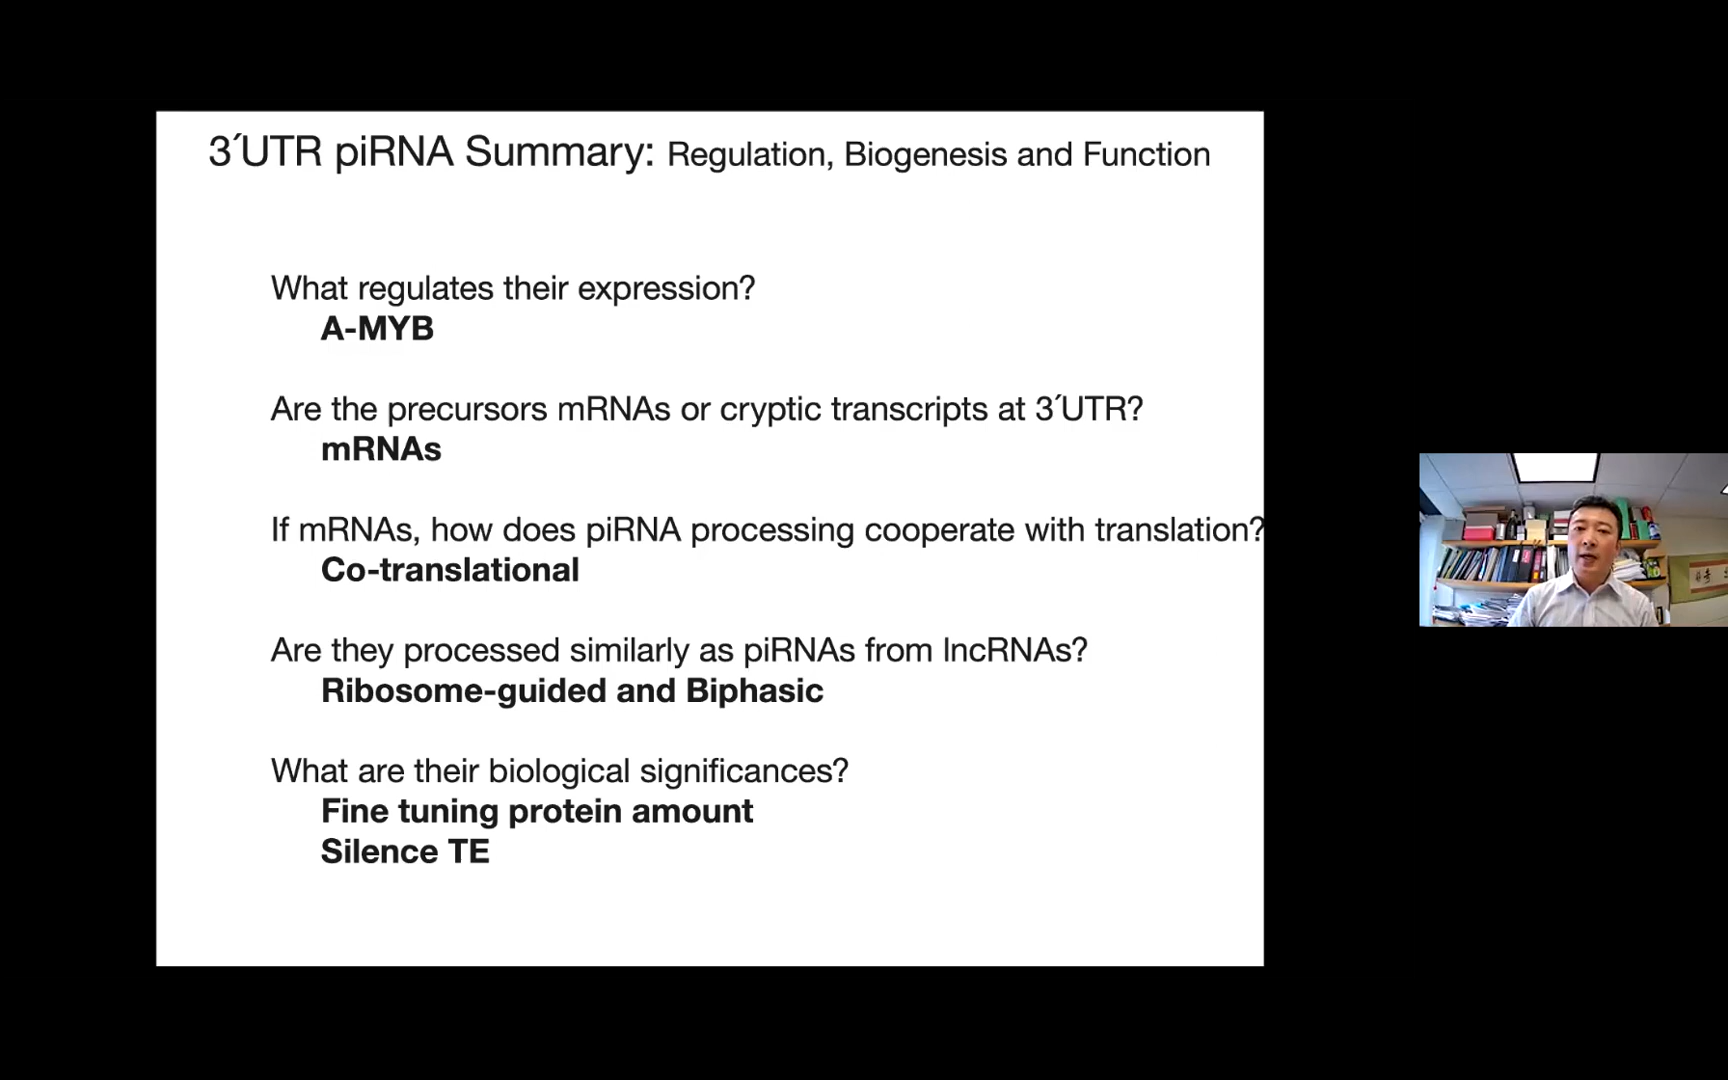 3´UTR piRNA Summary: Regulation, Biogenesis and Function
What regulates their expression?
A-MYB
Are the precursors mRNAs or cryptic transcripts at 3´UTR?
mRNAs
If mRNAs, how does piRNA processing cooperate with translation?
Co-translational
Are they processed similarly as piRNAs from lncRNAs?
Ribosome-guided and Biphasic
What are their biological significances?
Fine tuning protein amount
Silence TE